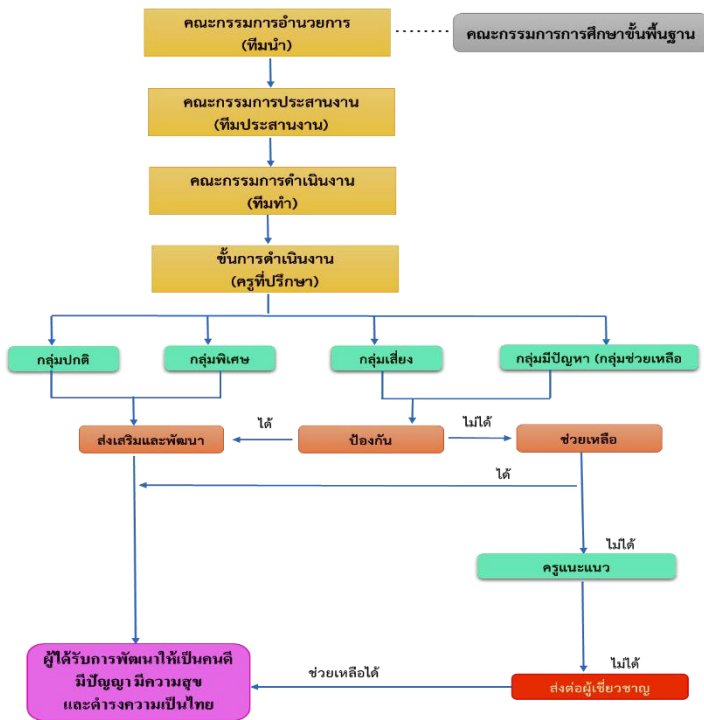 คณะกรรมการอำนวยการ
(ทีมนำ)
คณะกรรมการการศึกษาขั้นพื้นฐาน
คณะกรรมการประสานงาน
(ทีมประสานงาน)
คณะกรรมการดำเนินงาน
(ทีมทำ)
ขั้นการดำเนินงาน
(ครูที่ปรึกษา)
กลุ่มปกติ
กลุ่มพิเศษ
กลุ่มเสี่ยง
กลุ่มมีปัญหา (กลุ่มช่วยเหลือ
ส่งเสริมและพัฒนา
ได้
ป้องกัน
ไม่ได้
ช่วยเหลือ
ได้
ไม่ได้
ครูแนะแนว
ไม่ได้
ผู้ได้รับการพัฒนาให้เป็นคนดี
มีปัญญา มีความสุข
และดำรงความเป็นไทย
ช่วยเหลือได้
ส่งต่อผู้เชี่ยวชาญ